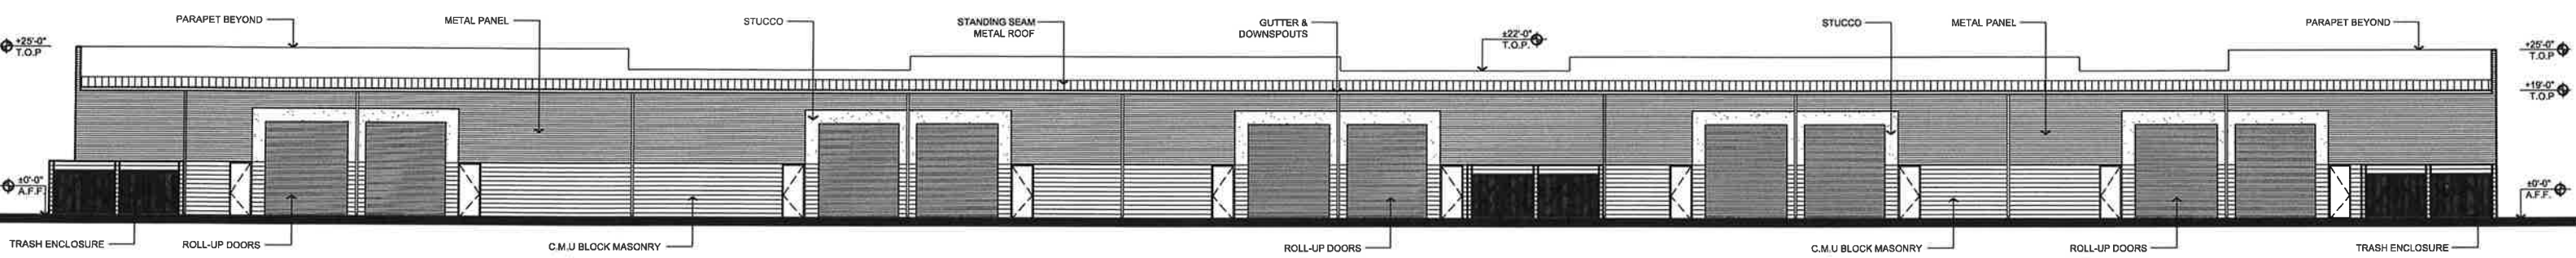 PARAPET BEYOND
METAL PANEL
STUCCO
STANDING SEAM
METAL ROOF
GUTTER &
DOWNSPOUTS
±22'-0"
T.O.P.
STUCCO
METAL PANEL
PARAPET BEYOND
+25'-0"
T.O.P
+25'-0"
T.O.P
+19'-0"
T.O.P
±0'-0"
A.F.F.
±0'-0"
A.F.F.
TRASH ENCLOSURE
ROLL-UP DOORS
C.M.U BLOCK MASONRY
ROLL-UP DOORS
C.M.U BLOCK MASONRY
ROLL-UP DOORS
TRASH ENCLOSURE